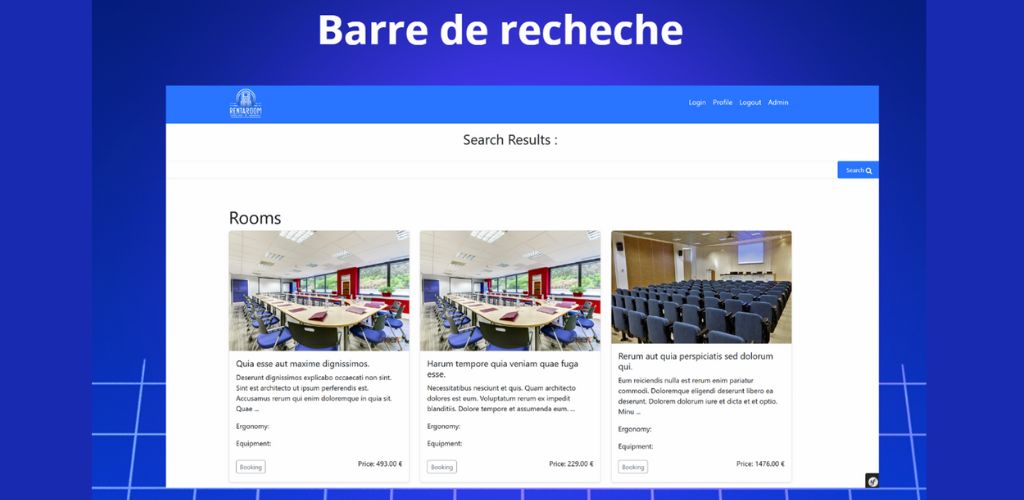 Barre de recheche
RENTAROOM
Login Profile Logout Admin
Search Results :
Search
Rooms
Quia esse aut maxime dignissimos.
Deserunt dignissimos explicabo occaecati non sint.
Sint est architecto ut ipsum perferendis est.
Accusamus rerum qui enim doloremque in quia sit.
Quae ...
Ergonomy:
Equipment:
Booking
Price: 493.00 €
Harum tempore quia veniam quae fuga
esse.
Necessitatibus nesciunt et quis. Quam architecto
dolores est eum. Voluptatum rerum ex impedit
blanditiis. Dolore tempore et assumenda eum. ...
Ergonomy:
Equipment:
Booking
Price: 229.00 €
Rerum aut quia perspiciatis sed dolorum
qui.
Eum reiciendis nulla est rerum enim pariatur
commodi. Doloremque eligendi deserunt libero ea
deserunt. Dolorem dolorum iure et dicta et et optio.
Minu ...
Ergonomy:
Equipment:
Booking
Price: 1476.00 €